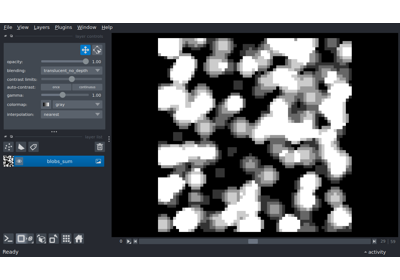 File View Layers Plugins Window Help
opacity: 1.00
blending: translucent_no_depth
contrast limits:
auto-contrast: once continuous
gamma: 1.00
colormap: gray
interpolation: nearest
blobs_sum
Ready
activity